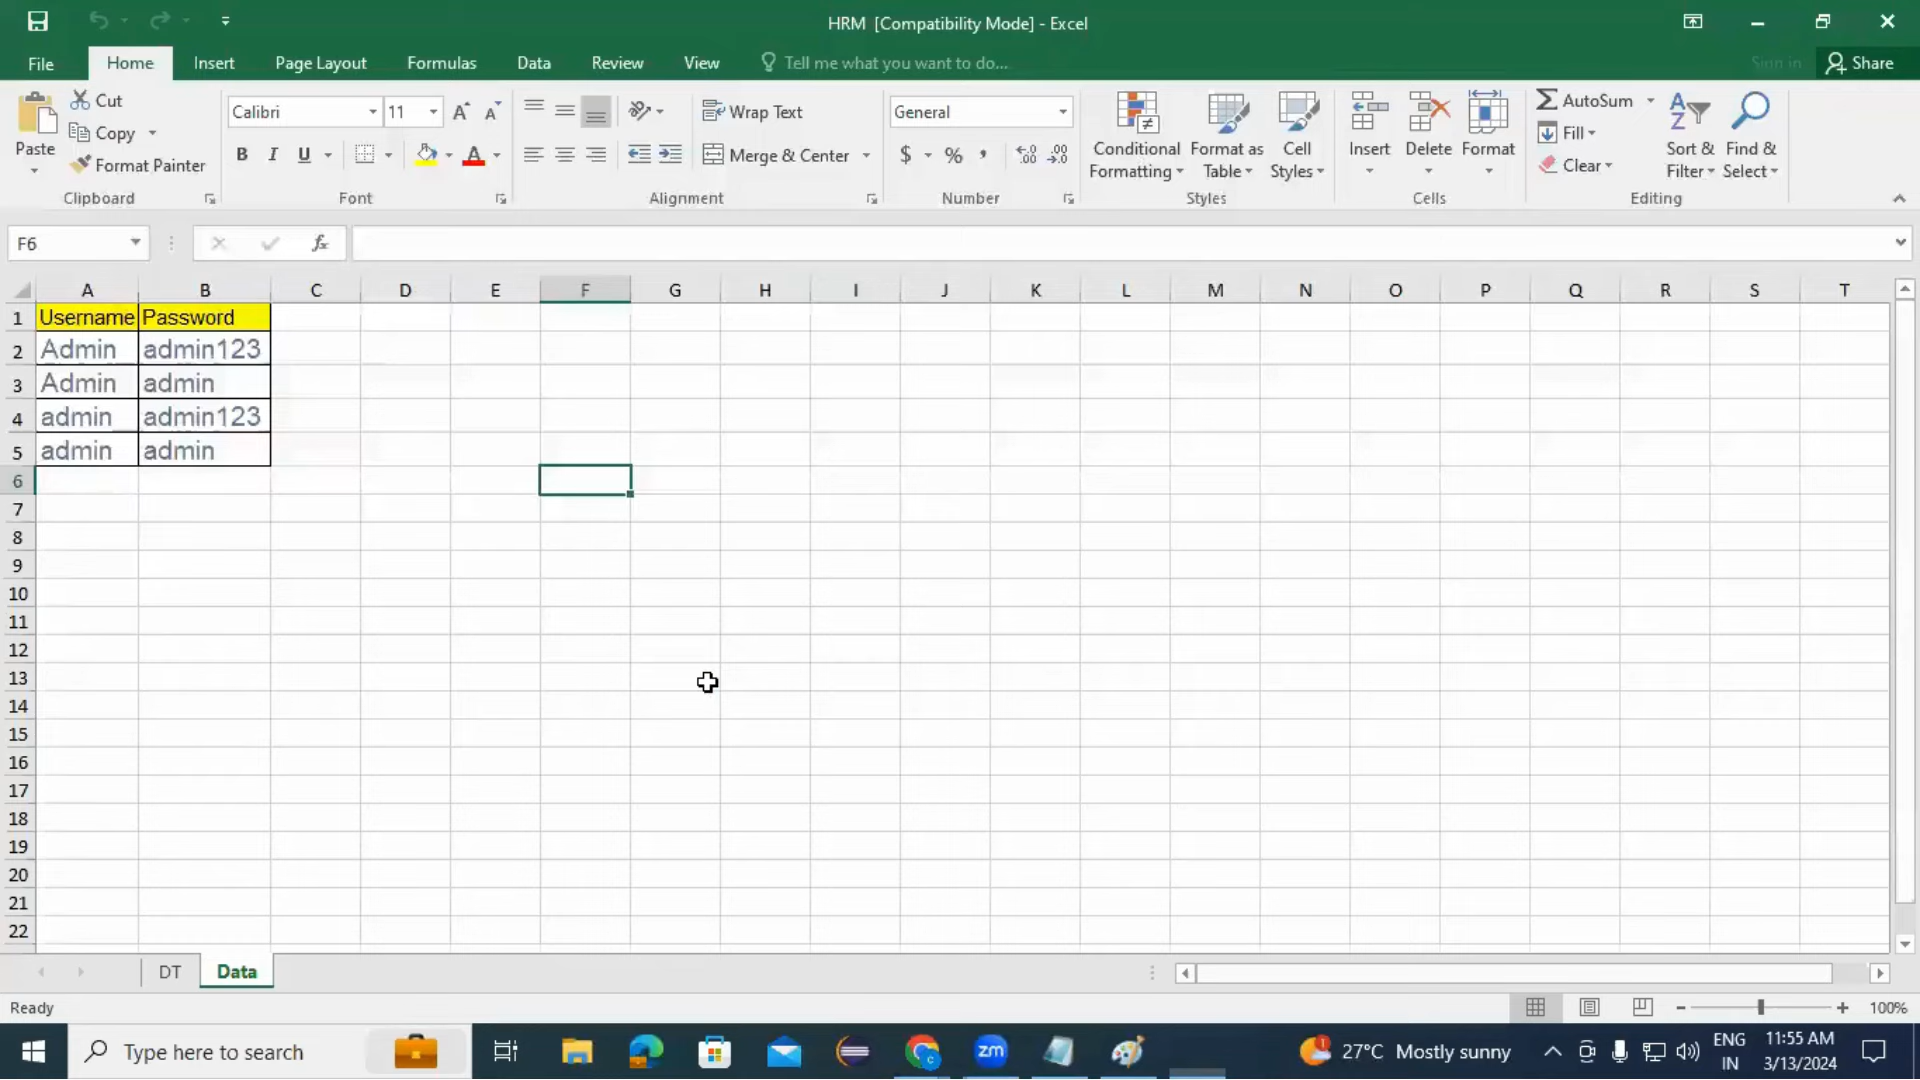 HRM [Compatibility Mode] - Excel
File Home Insert Page Layout Formulas Data Review View Tell me what you want to do... Sign in Share
Paste Cut Copy Format Painter Clipboard
Calibri 11 B I U A Font
Wrap Text Merge & Center Alignment
General $ % , Number
Conditional Formatting Format as Table Cell Styles Styles
Insert Delete Format Cells
AutoSum Fill Clear Sort & Filter Find & Select Editing
F6 fx
A B C D E F G H I J K L M N O P Q R S T
1 Username Password
2 Admin admin123
3 Admin admin
4 admin admin123
5 admin admin
6
7
8
9
10
11
12
13
14
15
16
17
18
19
20
21
22
DT Data
Ready 100%
Type here to search zm 27°C Mostly sunny ENG IN 11:55 AM 3/13/2024